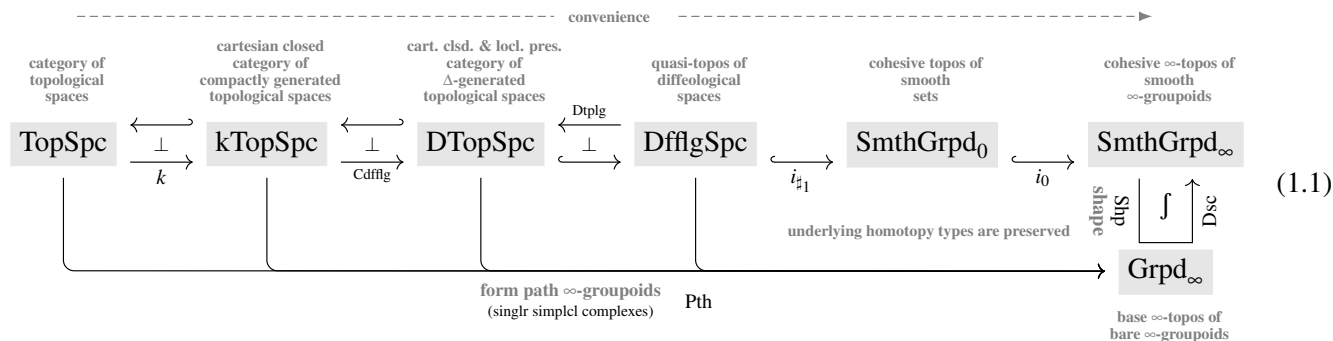 convenience
category of
topological
spaces
cartesian closed
category of
compactly generated
topological spaces
cart. clsd. & locl. pres.
category of
Δ-generated
topological spaces
quasi-topos of
diffeological
spaces
cohesive topos of
smooth
sets
cohesive ∞-topos of
smooth
∞-groupoids
Dtplg
TopSpc ⊥ kTopSpc ⊥ DTopSpc ⊥ DfflgSpc SmthGrpd₀ SmthGrpd∞
k Cdfflg i♯₁ i₀
shape Shp ∫ Dsc
(1.1)
underlying homotopy types are preserved
Grpd∞
form path ∞-groupoids
(singlr simplcl complexes)
Pth
base ∞-topos of
bare ∞-groupoids